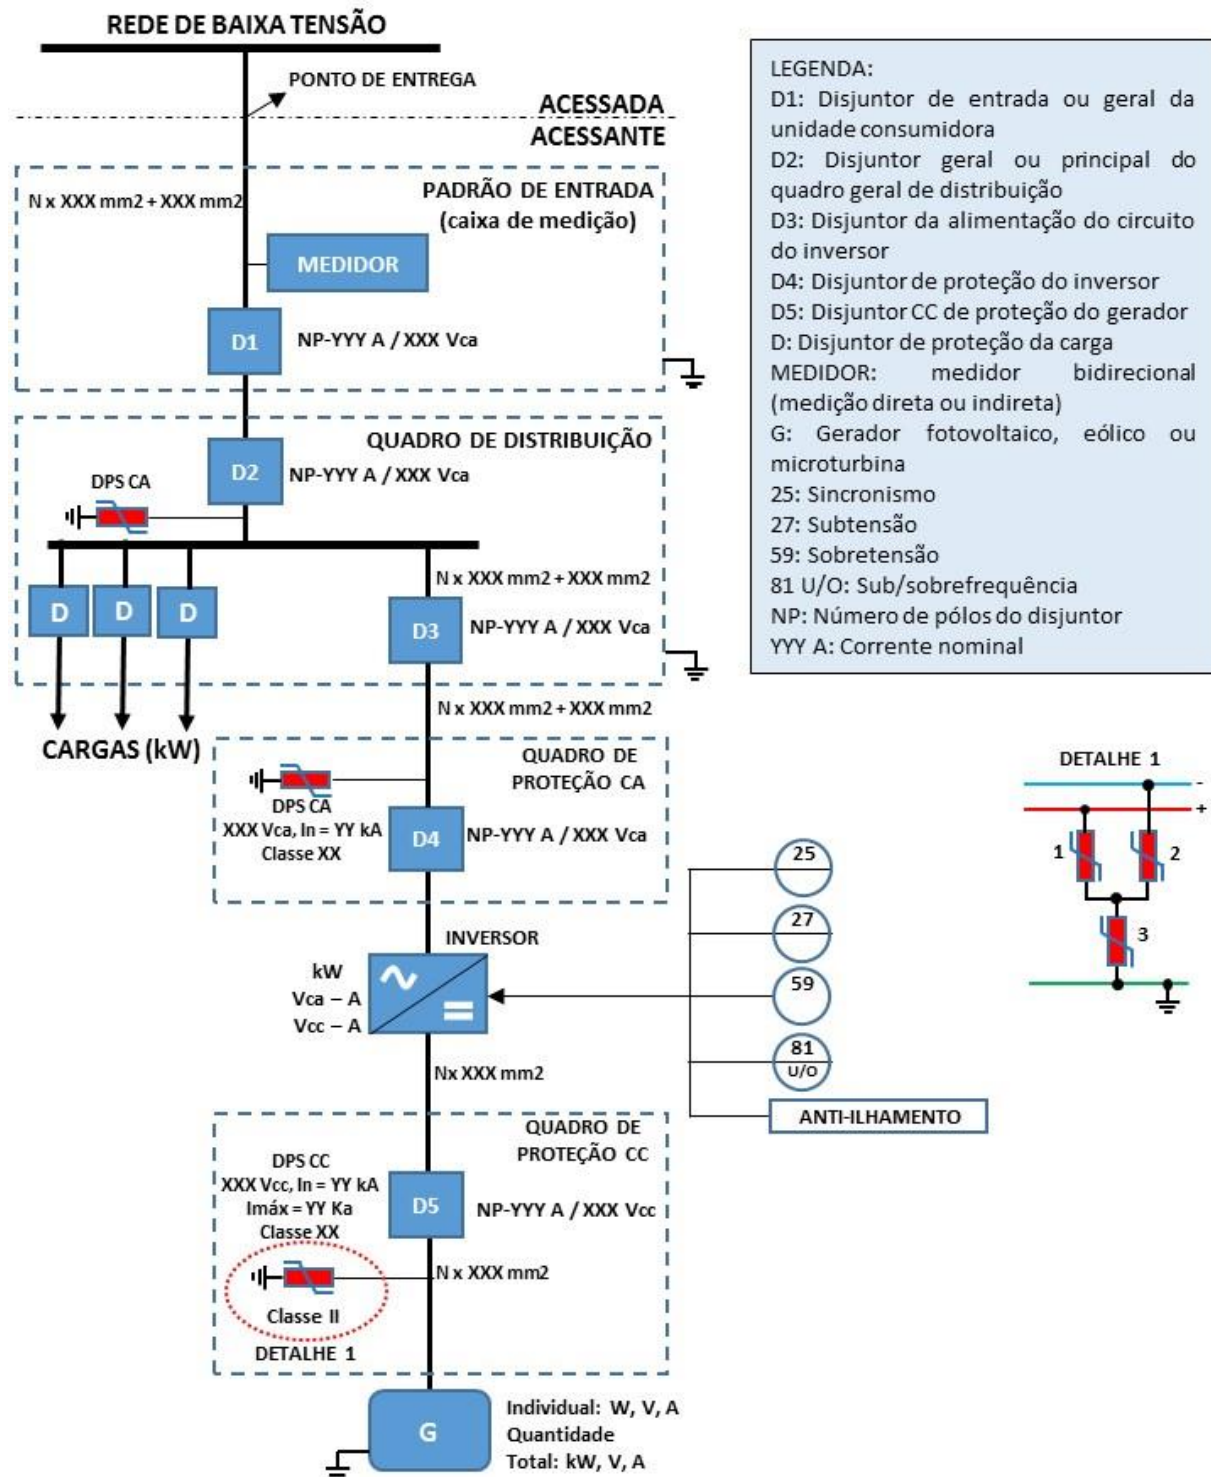 REDE DE BAIXA TENSÃO
PONTO DE ENTREGA
ACESSADA
ACESSANTE
PADRÃO DE ENTRADA
(caixa de medição)
N x XXX mm2 + XXX mm2
MEDIDOR
D1
NP-YYY A / XXX Vca
QUADRO DE DISTRIBUIÇÃO
D2
NP-YYY A / XXX Vca
DPS CA
N x XXX mm2 + XXX mm2
D
D
D
D3
NP-YYY A / XXX Vca
N x XXX mm2 + XXX mm2
CARGAS (kW)
QUADRO DE
PROTEÇÃO CA
DPS CA
XXX Vca, In = YY kA
Classe XX
D4
NP-YYY A / XXX Vca
INVERSOR
kW
Vca – A
Vcc – A
25
27
59
81
U/O
ANTI-ILHAMENTO
Nx XXX mm2
QUADRO DE
PROTEÇÃO CC
DPS CC
XXX Vcc, In = YY kA
Imáx = YY Ka
Classe XX
D5
NP-YYY A / XXX Vcc
N x XXX mm2
Classe II
DETALHE 1
G
Individual: W, V, A
Quantidade
Total: kW, V, A
LEGENDA:
D1: Disjuntor de entrada ou geral da
unidade consumidora
D2: Disjuntor geral ou principal do
quadro geral de distribuição
D3: Disjuntor da alimentação do circuito
do inversor
D4: Disjuntor de proteção do inversor
D5: Disjuntor CC de proteção do gerador
D: Disjuntor de proteção da carga
MEDIDOR: medidor bidirecional
(medição direta ou indireta)
G: Gerador fotovoltaico, eólico ou
microturbina
25: Sincronismo
27: Subtensão
59: Sobretensão
81 U/O: Sub/sobrefrequência
NP: Número de pólos do disjuntor
YYY A: Corrente nominal
DETALHE 1
-
+
1
2
3